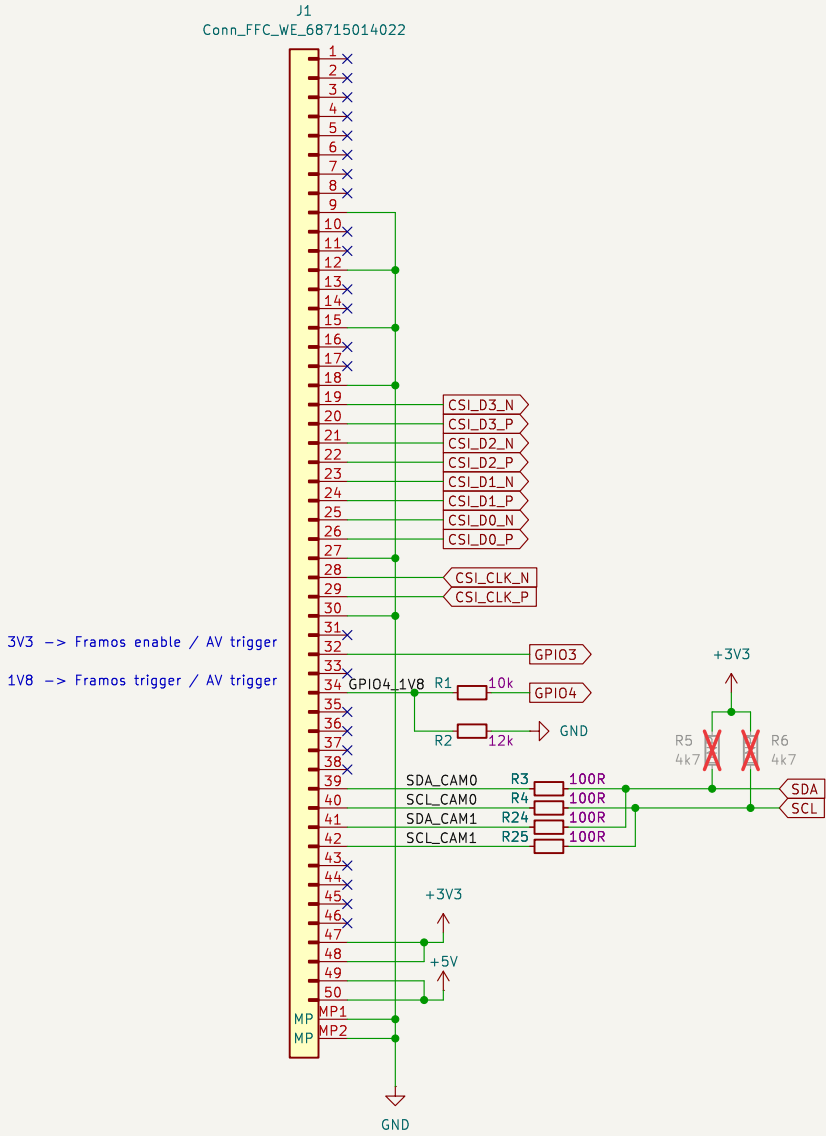 J1
Conn_FFC_WE_68715014022
1
2
3
4
5
6
7
8
9
10
11
12
13
14
15
16
17
18
19 CSI_D3_N
20 CSI_D3_P
21 CSI_D2_N
22 CSI_D2_P
23 CSI_D1_N
24 CSI_D1_P
25 CSI_D0_N
26 CSI_D0_P
27
28 CSI_CLK_N
29 CSI_CLK_P
30
31
3V3 -> Framos enable / AV trigger
32 GPIO3
33
1V8 -> Framos trigger / AV trigger
34 GPIO4_1V8 R1 10k GPIO4
+3V3
35
36 R2 12k GND
37 R5 4k7 R6 4k7
38
39 SDA_CAM0 R3 100R SDA
40 SCL_CAM0 R4 100R SCL
41 SDA_CAM1 R24 100R
42 SCL_CAM1 R25 100R
43
44
45 +3V3
46
47
48 +5V
49
50
MP MP1
MP MP2
GND